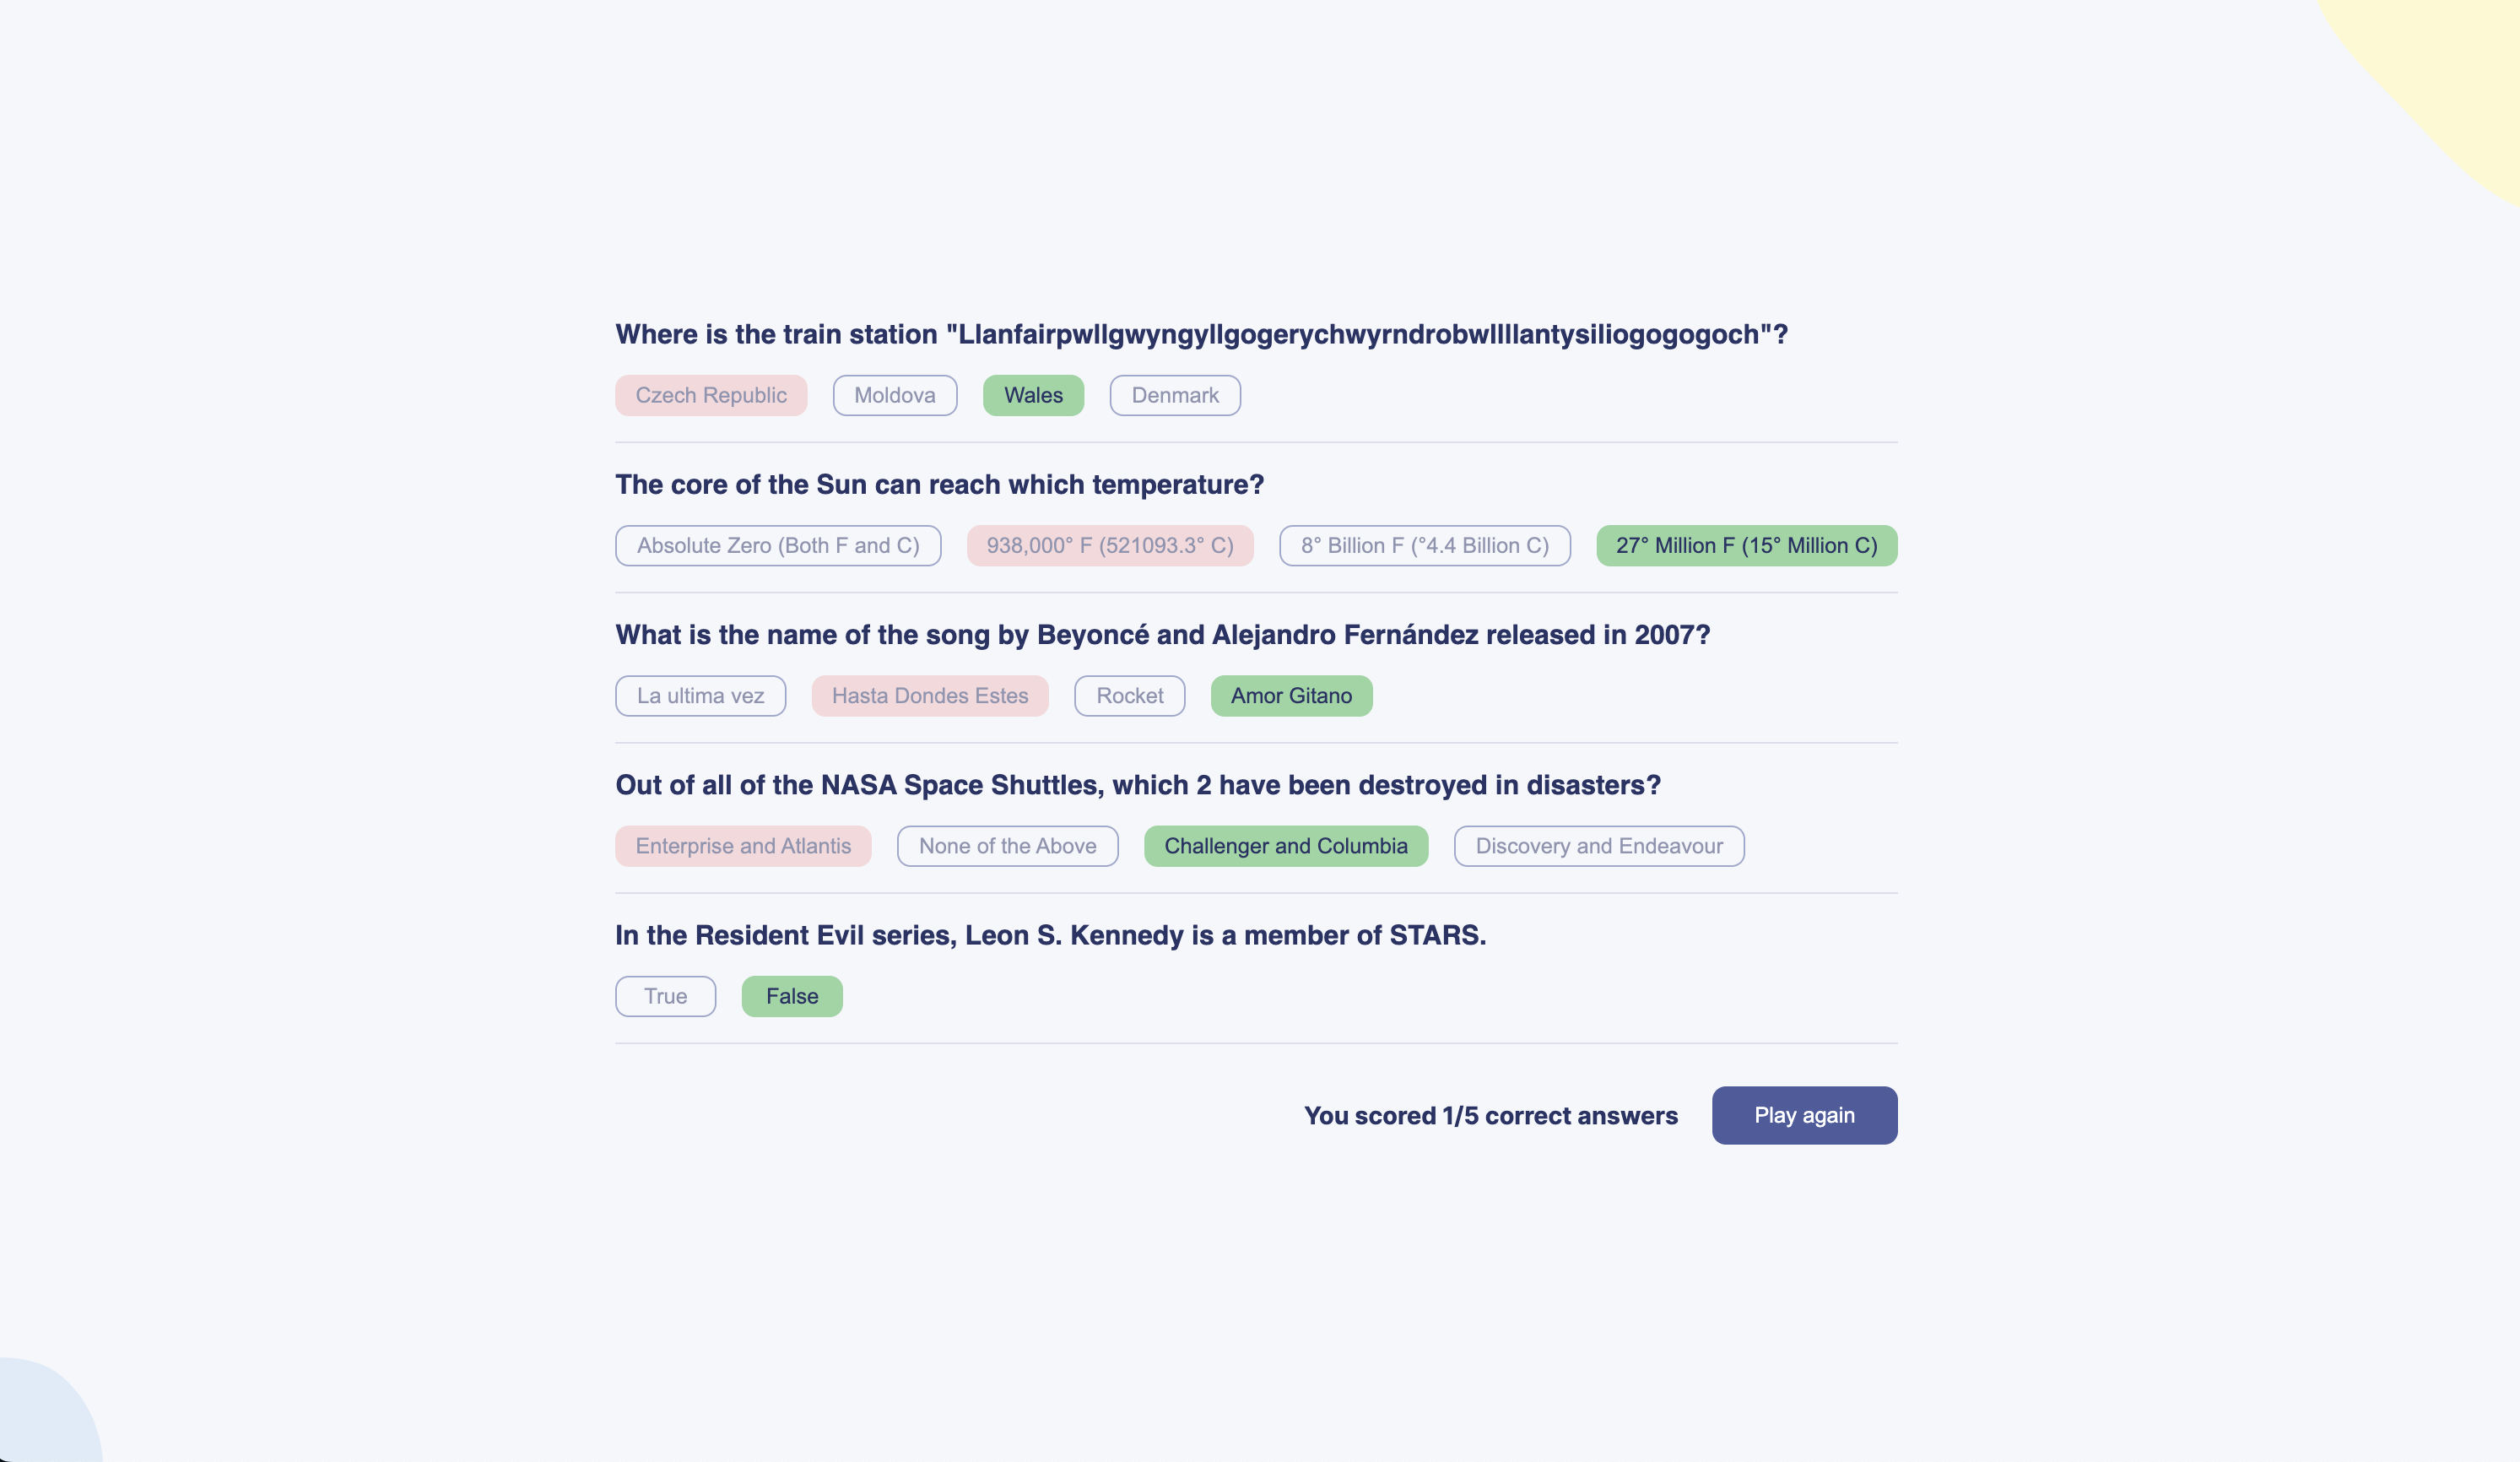 Where is the train station "Llanfairpwllgwyngyllgogerychwyrndrobwllllantysiliogogogoch"?
Czech Republic Moldova Wales Denmark
The core of the Sun can reach which temperature?
Absolute Zero (Both F and C) 938,000° F (521093.3° C) 8° Billion F (°4.4 Billion C) 27° Million F (15° Million C)
What is the name of the song by Beyoncé and Alejandro Fernández released in 2007?
La ultima vez Hasta Dondes Estes Rocket Amor Gitano
Out of all of the NASA Space Shuttles, which 2 have been destroyed in disasters?
Enterprise and Atlantis None of the Above Challenger and Columbia Discovery and Endeavour
In the Resident Evil series, Leon S. Kennedy is a member of STARS.
True False
You scored 1/5 correct answers Play again